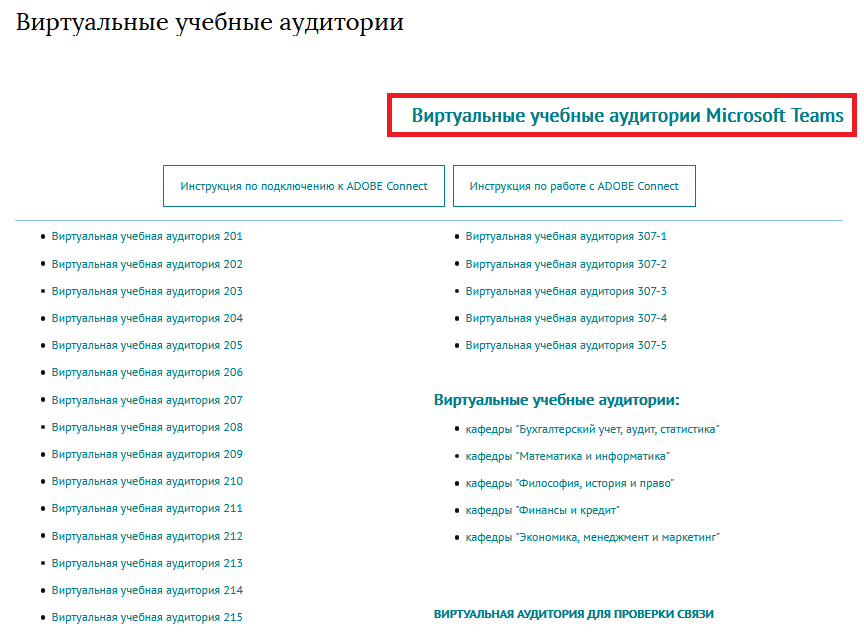 Виртуальные учебные аудитории
Виртуальные учебные аудитории Microsoft Teams
Инструкция по подключению к ADOBE Connect
Инструкция по работе с ADOBE Connect
Виртуальная учебная аудитория 201
Виртуальная учебная аудитория 202
Виртуальная учебная аудитория 203
Виртуальная учебная аудитория 204
Виртуальная учебная аудитория 205
Виртуальная учебная аудитория 206
Виртуальная учебная аудитория 207
Виртуальная учебная аудитория 208
Виртуальная учебная аудитория 209
Виртуальная учебная аудитория 210
Виртуальная учебная аудитория 211
Виртуальная учебная аудитория 212
Виртуальная учебная аудитория 213
Виртуальная учебная аудитория 214
Виртуальная учебная аудитория 215
Виртуальная учебная аудитория 307-1
Виртуальная учебная аудитория 307-2
Виртуальная учебная аудитория 307-3
Виртуальная учебная аудитория 307-4
Виртуальная учебная аудитория 307-5
Виртуальные учебные аудитории:
кафедры "Бухгалтерский учет, аудит, статистика"
кафедры "Математика и информатика"
кафедры "Философия, история и право"
кафедры "Финансы и кредит"
кафедры "Экономика, менеджмент и маркетинг"
ВИРТУАЛЬНАЯ АУДИТОРИЯ ДЛЯ ПРОВЕРКИ СВЯЗИ